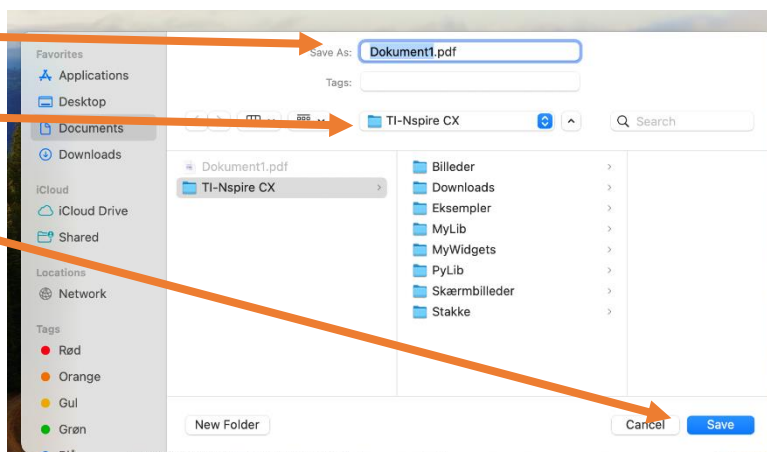 Favorites
Applications
Desktop
Documents
Downloads
iCloud
iCloud Drive
Shared
Locations
Network
Tags
Rød
Orange
Gul
Grøn
Save As:
Dokument1.pdf
Tags:
TI-Nspire CX
Search
Dokument1.pdf
TI-Nspire CX
Billeder
Downloads
Eksempler
MyLib
MyWidgets
PyLib
Skærmbilleder
Stakke
New Folder
Cancel
Save